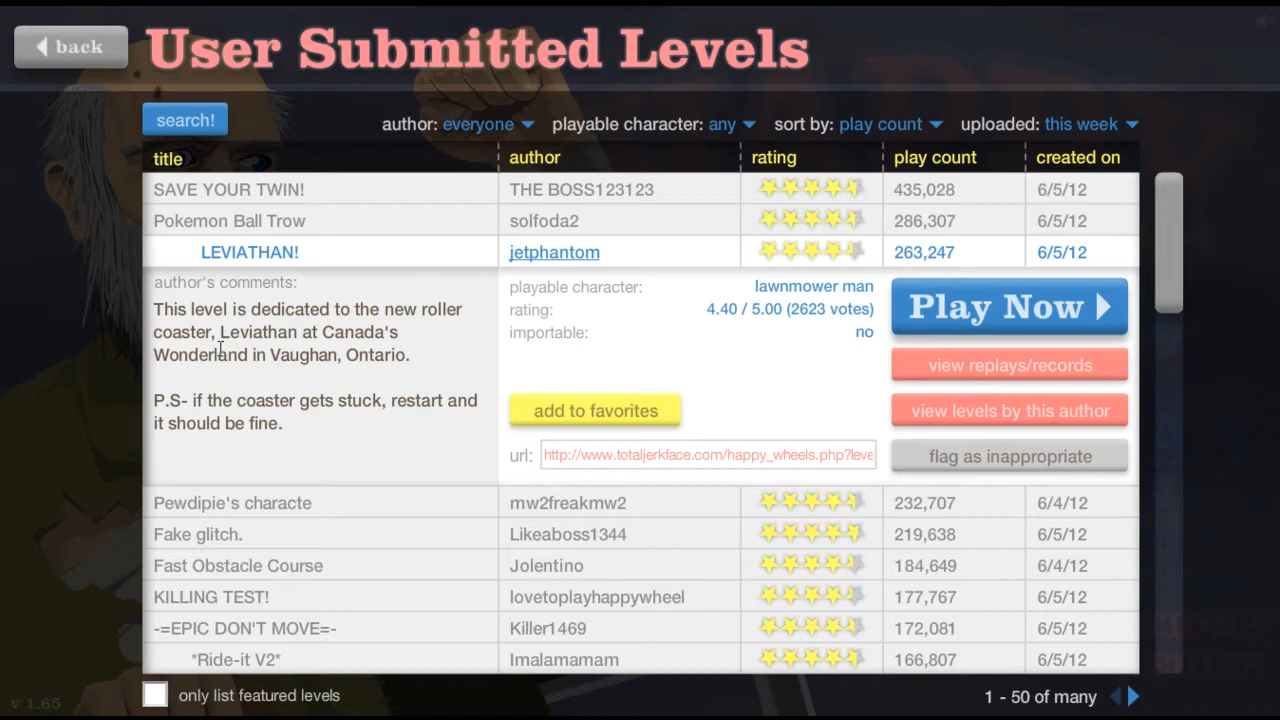 back
User Submitted Levels
search!
author: everyone
playable character: any
sort by: play count
uploaded: this week
title author rating play count created on
SAVE YOUR TWIN! THE BOSS123123 435,028 6/5/12
Pokemon Ball Trow solfoda2 286,307 6/5/12
LEVIATHAN! jetphantom 263,247 6/5/12
author's comments:
This level is dedicated to the new roller
coaster, Leviathan at Canada's
Wonderland in Vaughan, Ontario.
P.S- if the coaster gets stuck, restart and
it should be fine.
playable character: lawnmower man
rating: 4.40 / 5.00 (2623 votes)
importable: no
add to favorites
url: http://www.totaljerkface.com/happy_wheels.php?leve
Play Now
view replays/records
view levels by this author
flag as inappropriate
Pewdipie's characte mw2freakmw2 232,707 6/4/12
Fake glitch. Likeaboss1344 219,638 6/5/12
Fast Obstacle Course Jolentino 184,649 6/4/12
KILLING TEST! lovetoplayhappywheel 177,767 6/5/12
-=EPIC DON'T MOVE=- Killer1469 172,081 6/5/12
*Ride-it V2* Imalamamam 166,807 6/5/12
v 1.65
only list featured levels
1 - 50 of many